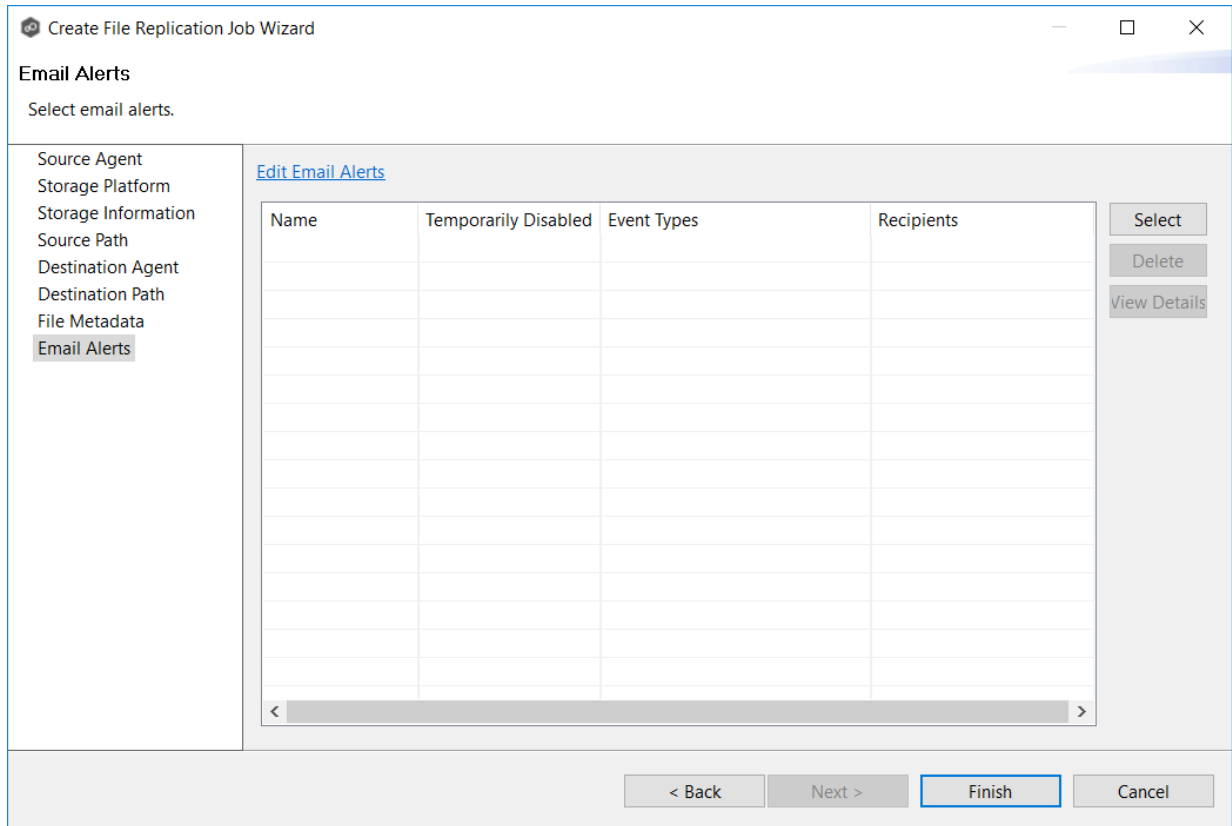 Create File Replication Job Wizard
Email Alerts
Select email alerts.
Source Agent
Storage Platform
Storage Information
Source Path
Destination Agent
Destination Path
File Metadata
Email Alerts
Edit Email Alerts
Name Temporarily Disabled Event Types Recipients
Select
Delete
View Details
< Back Next > Finish Cancel